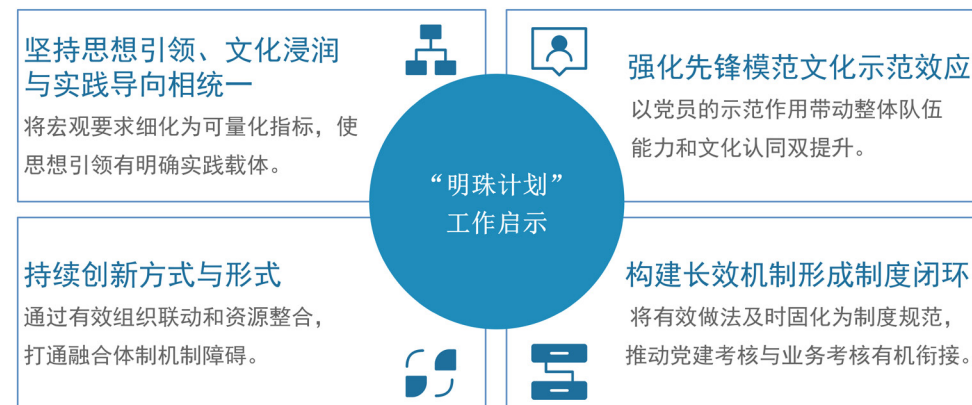 坚持思想引领、文化浸润
与实践导向相统一
将宏观要求细化为可量化指标，使
思想引领有明确实践载体。
强化先锋模范文化示范效应
以党员的示范作用带动整体队伍
能力和文化认同双提升。
“明珠计划”
工作启示
持续创新方式与形式
通过有效组织联动和资源整合，
打通融合体制机制障碍。
构建长效机制形成制度闭环
将有效做法及时固化为制度规范，
推动党建考核与业务考核有机衔接。